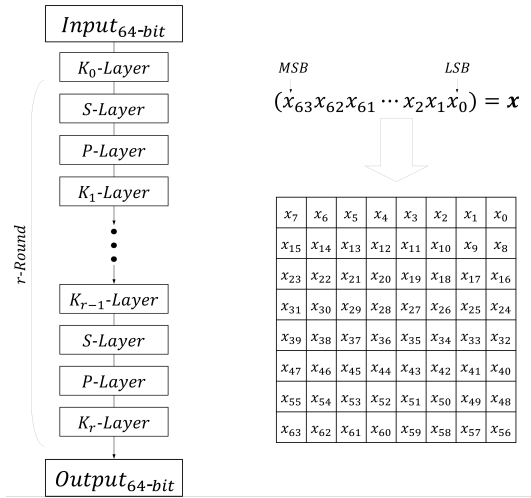 Input₆₄₋bit
K₀-Layer
S-Layer
P-Layer
K₁-Layer
Kᵣ₋₁-Layer
S-Layer
P-Layer
Kᵣ-Layer
Output₆₄₋bit
r-Round
MSB LSB
(x₆₃x₆₂x₆₁ ⋯ x₂x₁x₀) = x
x₇ x₆ x₅ x₄ x₃ x₂ x₁ x₀
x₁₅ x₁₄ x₁₃ x₁₂ x₁₁ x₁₀ x₉ x₈
x₂₃ x₂₂ x₂₁ x₂₀ x₁₉ x₁₈ x₁₇ x₁₆
x₃₁ x₃₀ x₂₉ x₂₈ x₂₇ x₂₆ x₂₅ x₂₄
x₃₉ x₃₈ x₃₇ x₃₆ x₃₅ x₃₄ x₃₃ x₃₂
x₄₇ x₄₆ x₄₅ x₄₄ x₄₃ x₄₂ x₄₁ x₄₀
x₅₅ x₅₄ x₅₃ x₅₂ x₅₁ x₅₀ x₄₉ x₄₈
x₆₃ x₆₂ x₆₁ x₆₀ x₅₉ x₅₈ x₅₇ x₅₆